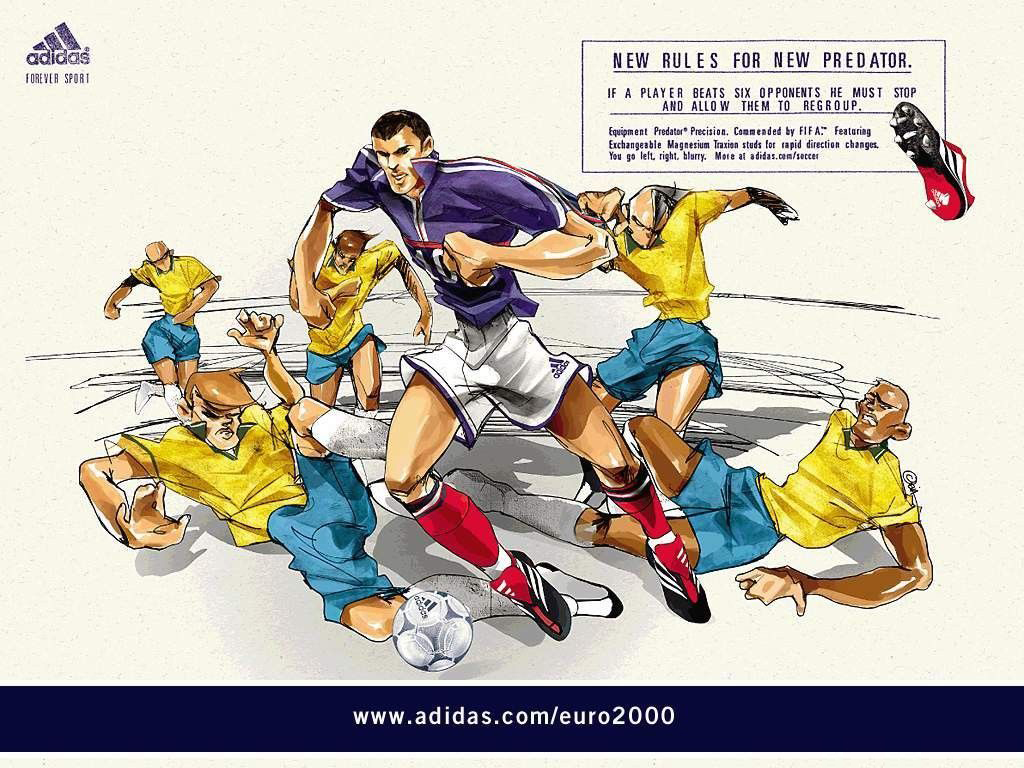 adidas
FOREVER SPORT
NEW RULES FOR NEW PREDATOR.
IF A PLAYER BEATS SIX OPPONENTS HE MUST STOP
AND ALLOW THEM TO REGROUP.
Equipment Predator® Precision. Commended by FIFA.™ Featuring
Exchangeable Magnesium Traxion studs for rapid direction changes.
You go left, right, blurry. More at adidas.com/soccer
10
adidas
adidas
www.adidas.com/euro2000